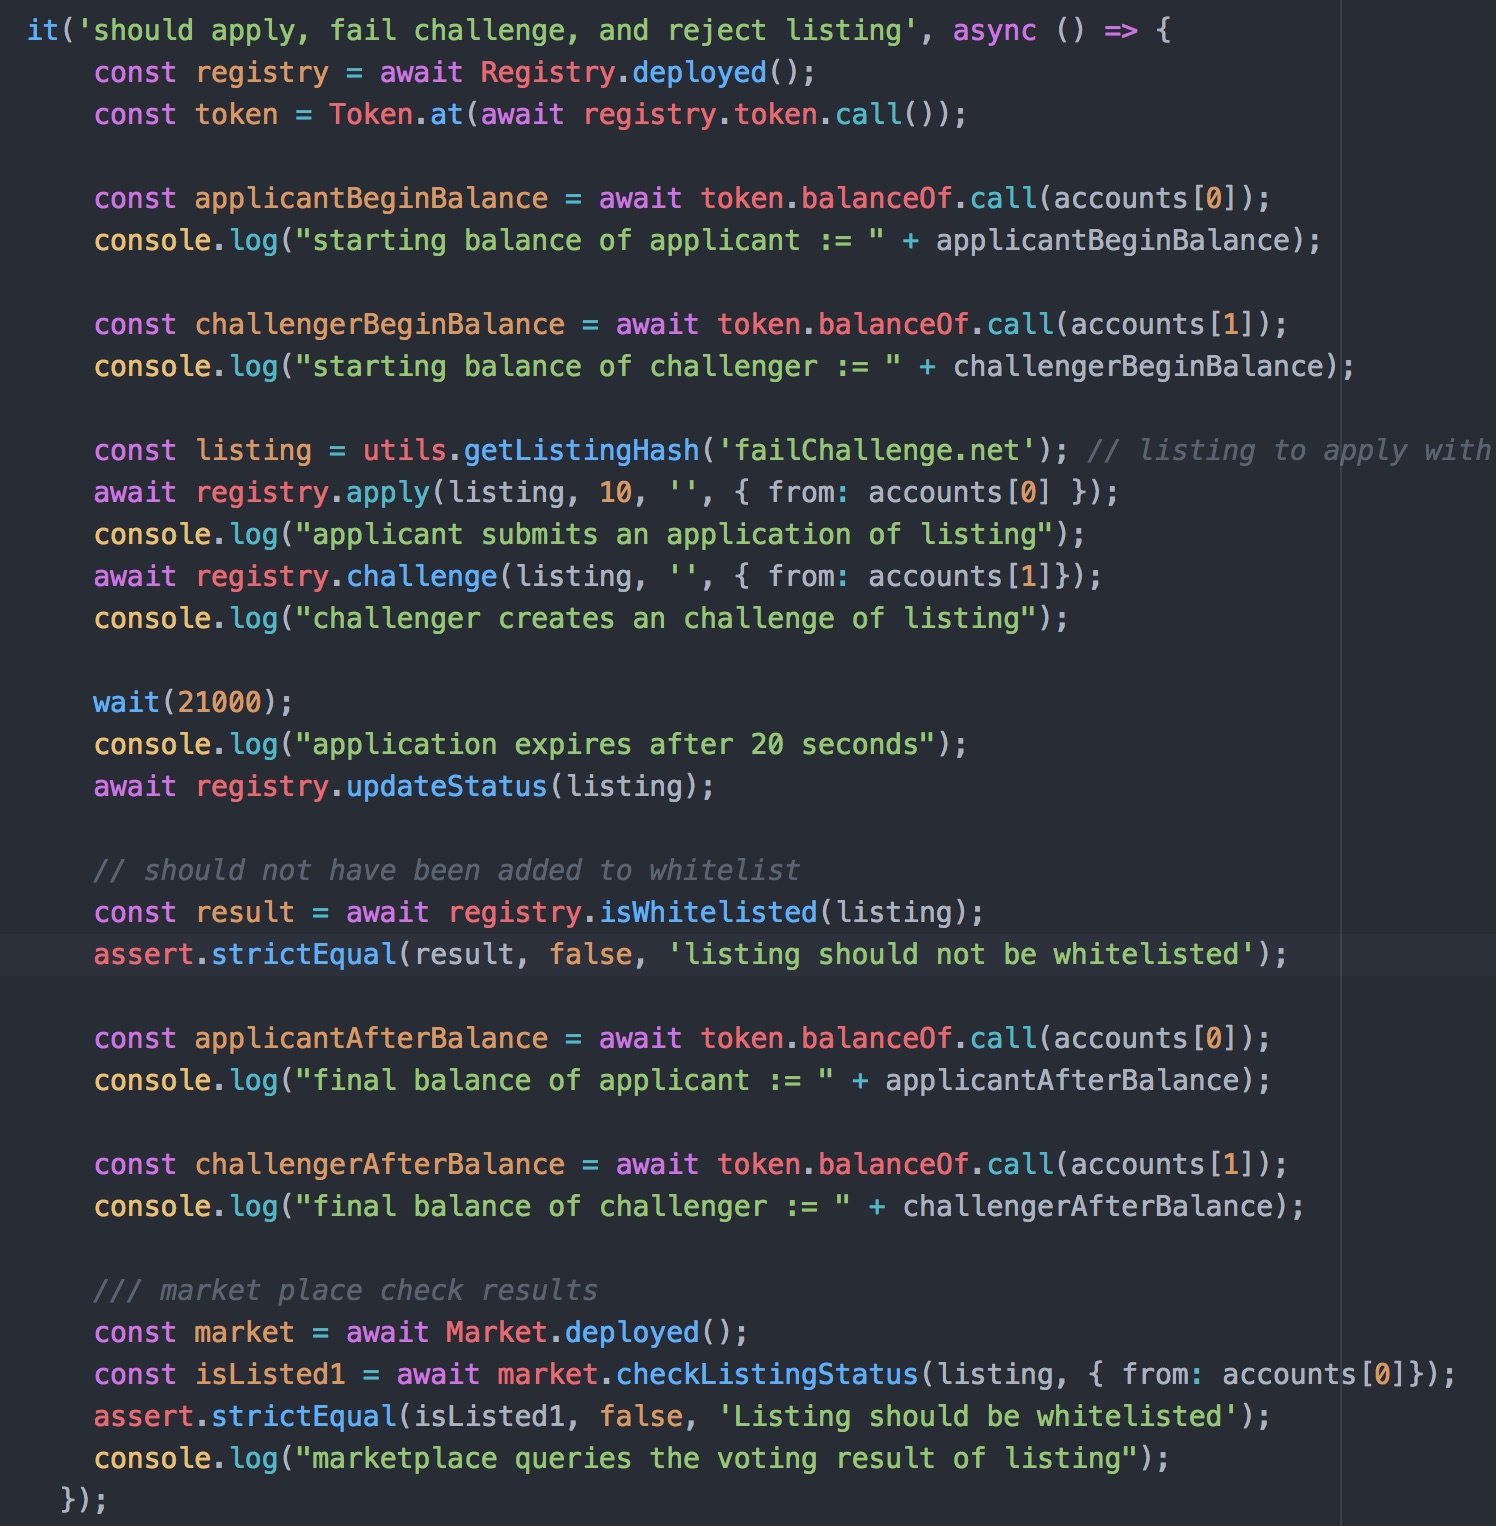 it('should apply, fail challenge, and reject listing', async () => {
const registry = await Registry.deployed();
const token = Token.at(await registry.token.call());
const applicantBeginBalance = await token.balanceOf.call(accounts[0]);
console.log("starting balance of applicant := " + applicantBeginBalance);
const challengerBeginBalance = await token.balanceOf.call(accounts[1]);
console.log("starting balance of challenger := " + challengerBeginBalance);
const listing = utils.getListingHash('failChallenge.net'); // listing to apply with
await registry.apply(listing, 10, '', { from: accounts[0] });
console.log("applicant submits an application of listing");
await registry.challenge(listing, '', { from: accounts[1]});
console.log("challenger creates an challenge of listing");
wait(21000);
console.log("application expires after 20 seconds");
await registry.updateStatus(listing);
// should not have been added to whitelist
const result = await registry.isWhitelisted(listing);
assert.strictEqual(result, false, 'listing should not be whitelisted');
const applicantAfterBalance = await token.balanceOf.call(accounts[0]);
console.log("final balance of applicant := " + applicantAfterBalance);
const challengerAfterBalance = await token.balanceOf.call(accounts[1]);
console.log("final balance of challenger := " + challengerAfterBalance);
/// market place check results
const market = await Market.deployed();
const isListed1 = await market.checkListingStatus(listing, { from: accounts[0]});
assert.strictEqual(isListed1, false, 'Listing should be whitelisted');
console.log("marketplace queries the voting result of listing");
});